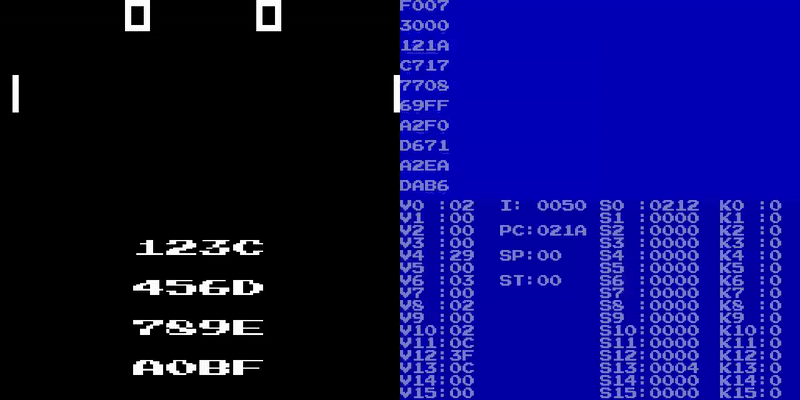 0 0
123C
456D
789E
A0BF
F007
3000
121A
C717
7708
69FF
A2F0
D671
A2EA
DAB6
V0 :02 I: 0050 S0 :0212 K0 :0
V1 :00 S1 :0000 K1 :0
V2 :00 PC:021A S2 :0000 K2 :0
V3 :00 S3 :0000 K3 :0
V4 :29 SP:00 S4 :0000 K4 :0
V5 :00 S5 :0000 K5 :0
V6 :03 ST:00 S6 :0000 K6 :0
V7 :00 S7 :0000 K7 :0
V8 :02 S8 :0000 K8 :0
V9 :00 S9 :0000 K9 :0
V10:02 S10:0000 K10:0
V11:0C S11:0000 K11:0
V12:3F S12:0000 K12:0
V13:0C S13:0004 K13:0
V14:00 S14:0000 K14:0
V15:00 S15:0000 K15:0